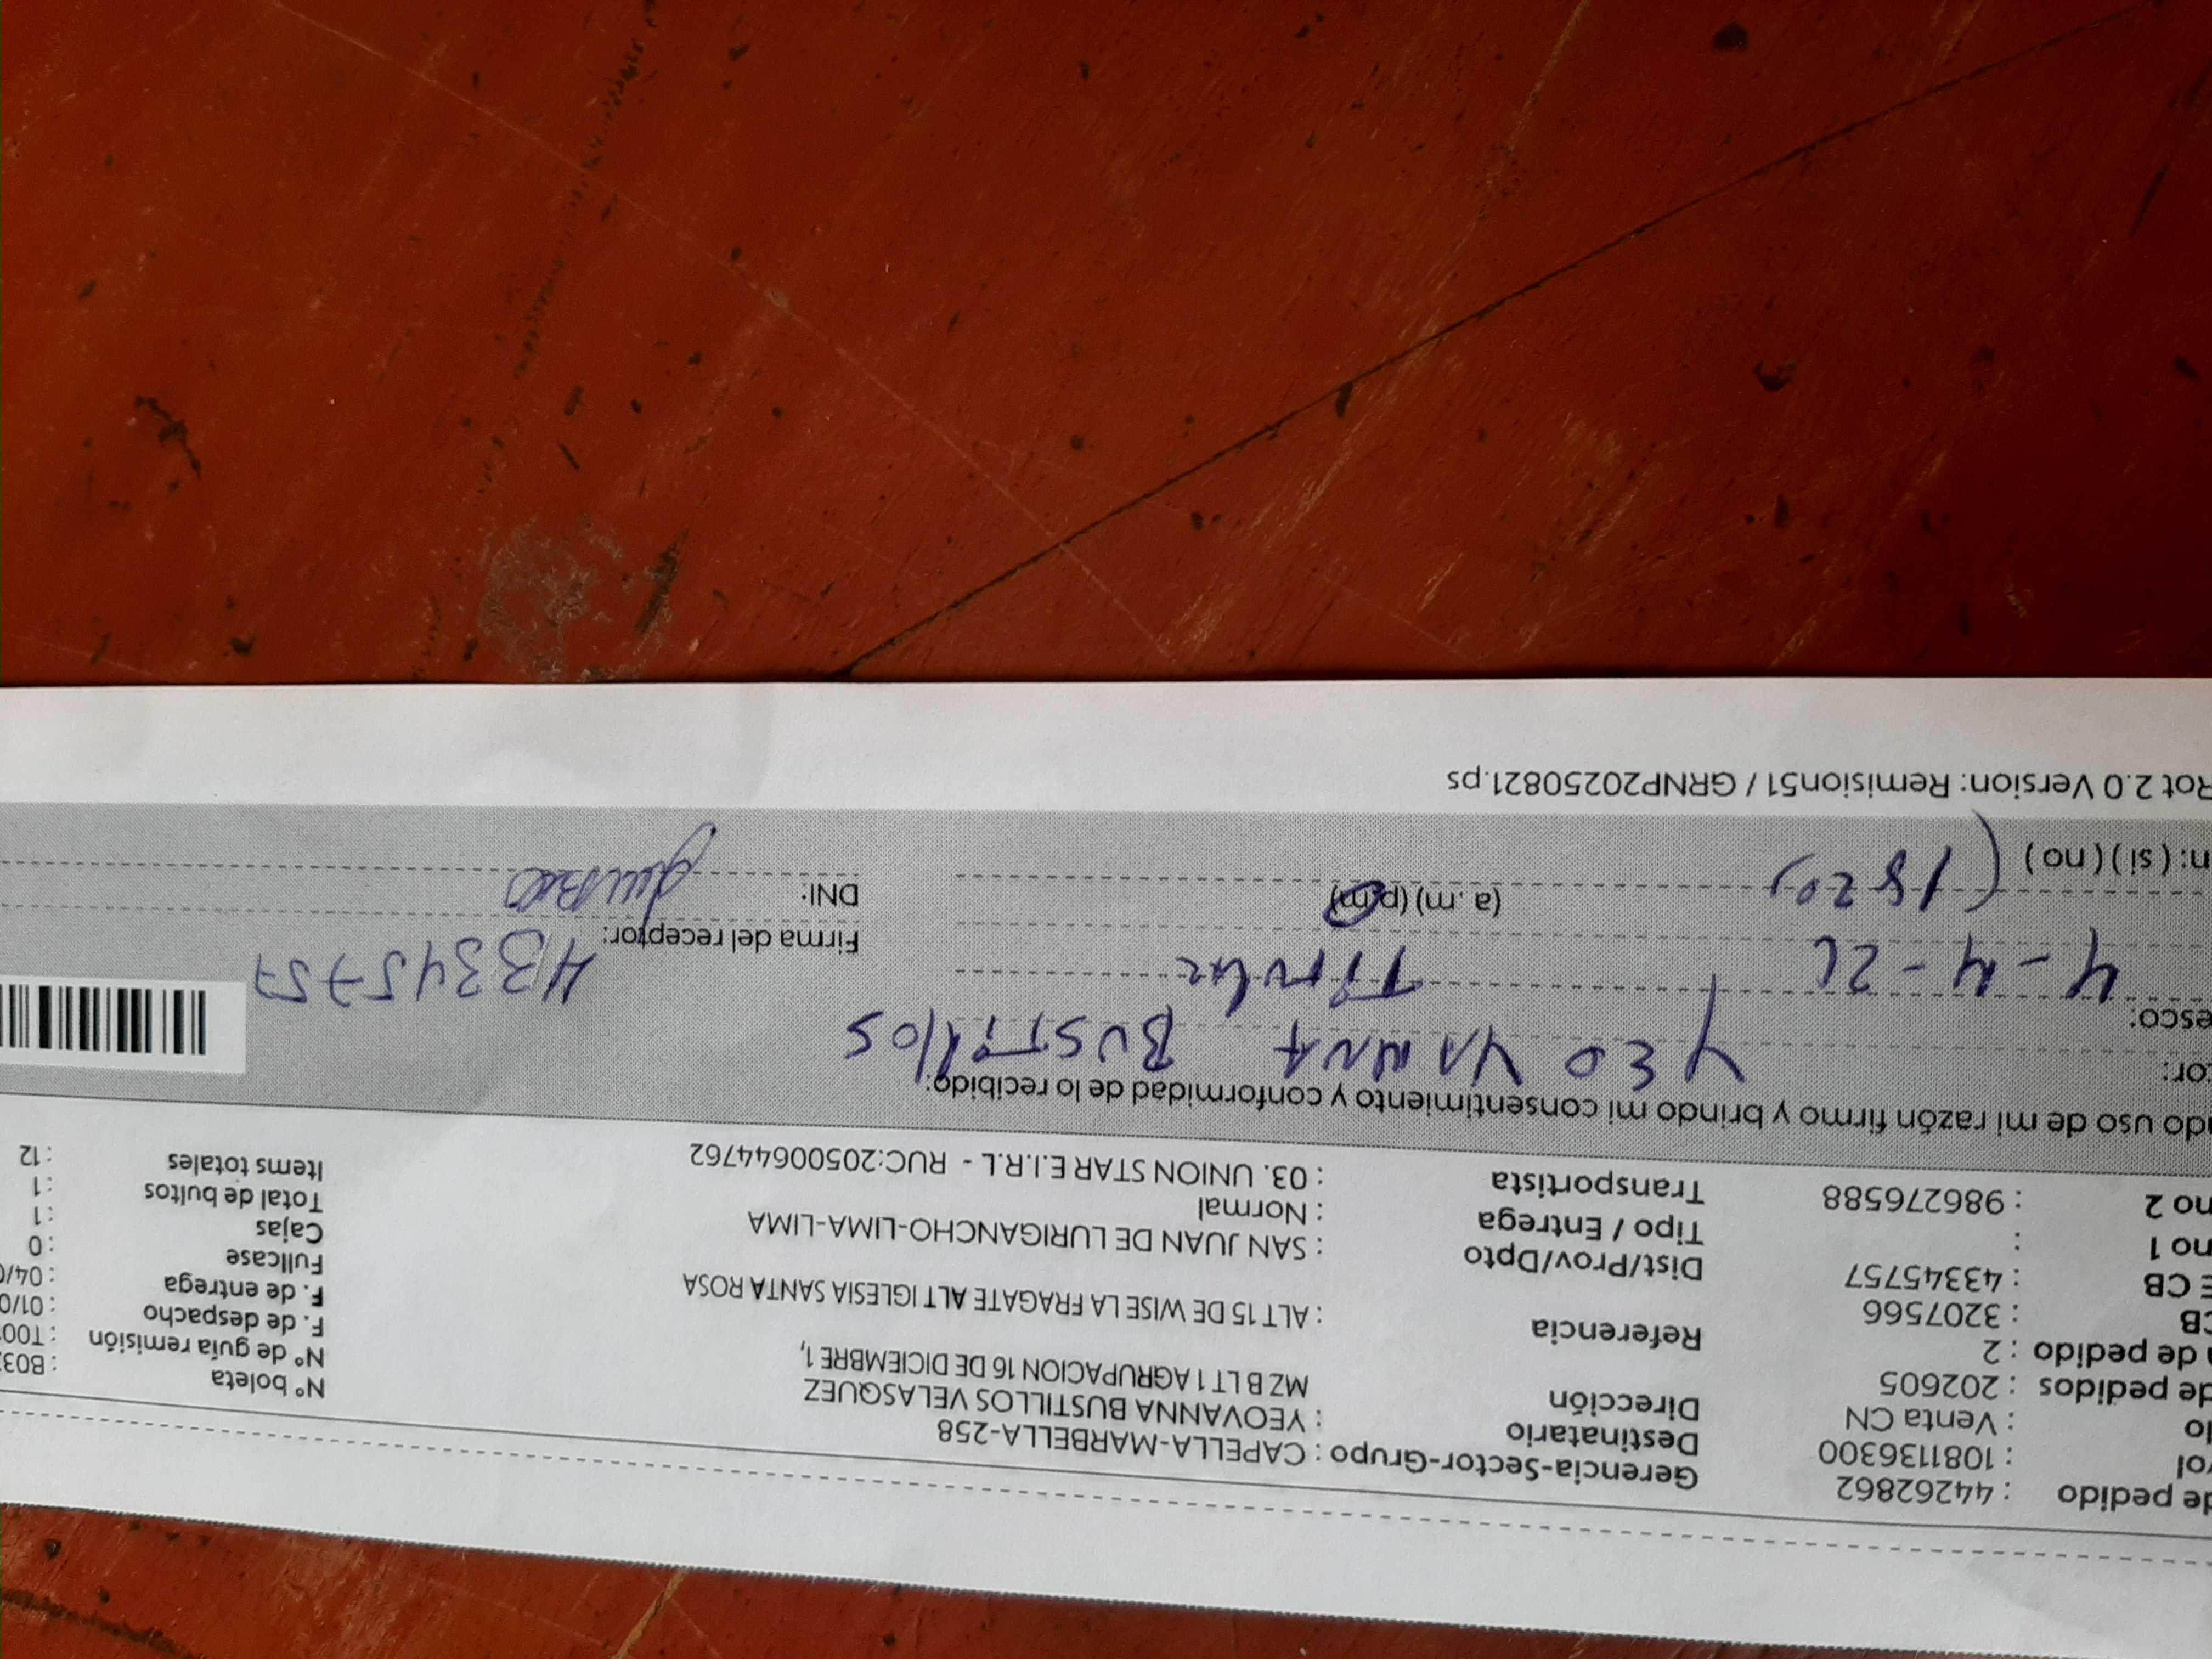 de pedido : 44262862 Gerencia-Sector-Grupo : CAPELLA-MARBELLA-258
rol : 1081136300 Destinatario : YEOVANNA BUSTILLOS VELASQUEZ Nº boleta : B03
lo : Venta CN Dirección MZ B LT 1 AGRUPACION 16 DE DICIEMBRE 1, Nº de guía remisión : T00
de pedidos : 202605 F. de despacho : 01/0
de pedido : 2 Referencia : ALT 15 DE WISE LA FRAGATE ALT IGLESIA SANTA ROSA F. de entrega : 04/0
CB : 3207566 Fullcase : 0
E CB : 43345757 Dist/Prov/Dpto : SAN JUAN DE LURIGANCHO-LIMA-LIMA Cajas : 1
no 1 : Tipo / Entrega : Normal Total de bultos : 1
no 2 : 986276588 Transportista : 03. UNION STAR E.I.R.L - RUC:20500644762 Items totales : 12
do uso de mi razón firmo y brindo mi consentimiento y conformidad de lo recibido:
tor: YEOVANNA BUSTillos
esco: Titular
4-4-26 43345757
(a.m) (p.m) Firma del receptor:
n: ( si ) ( no ) DNI:
Rot 2.0 Version: Remision51 / GRNP20250821.ps